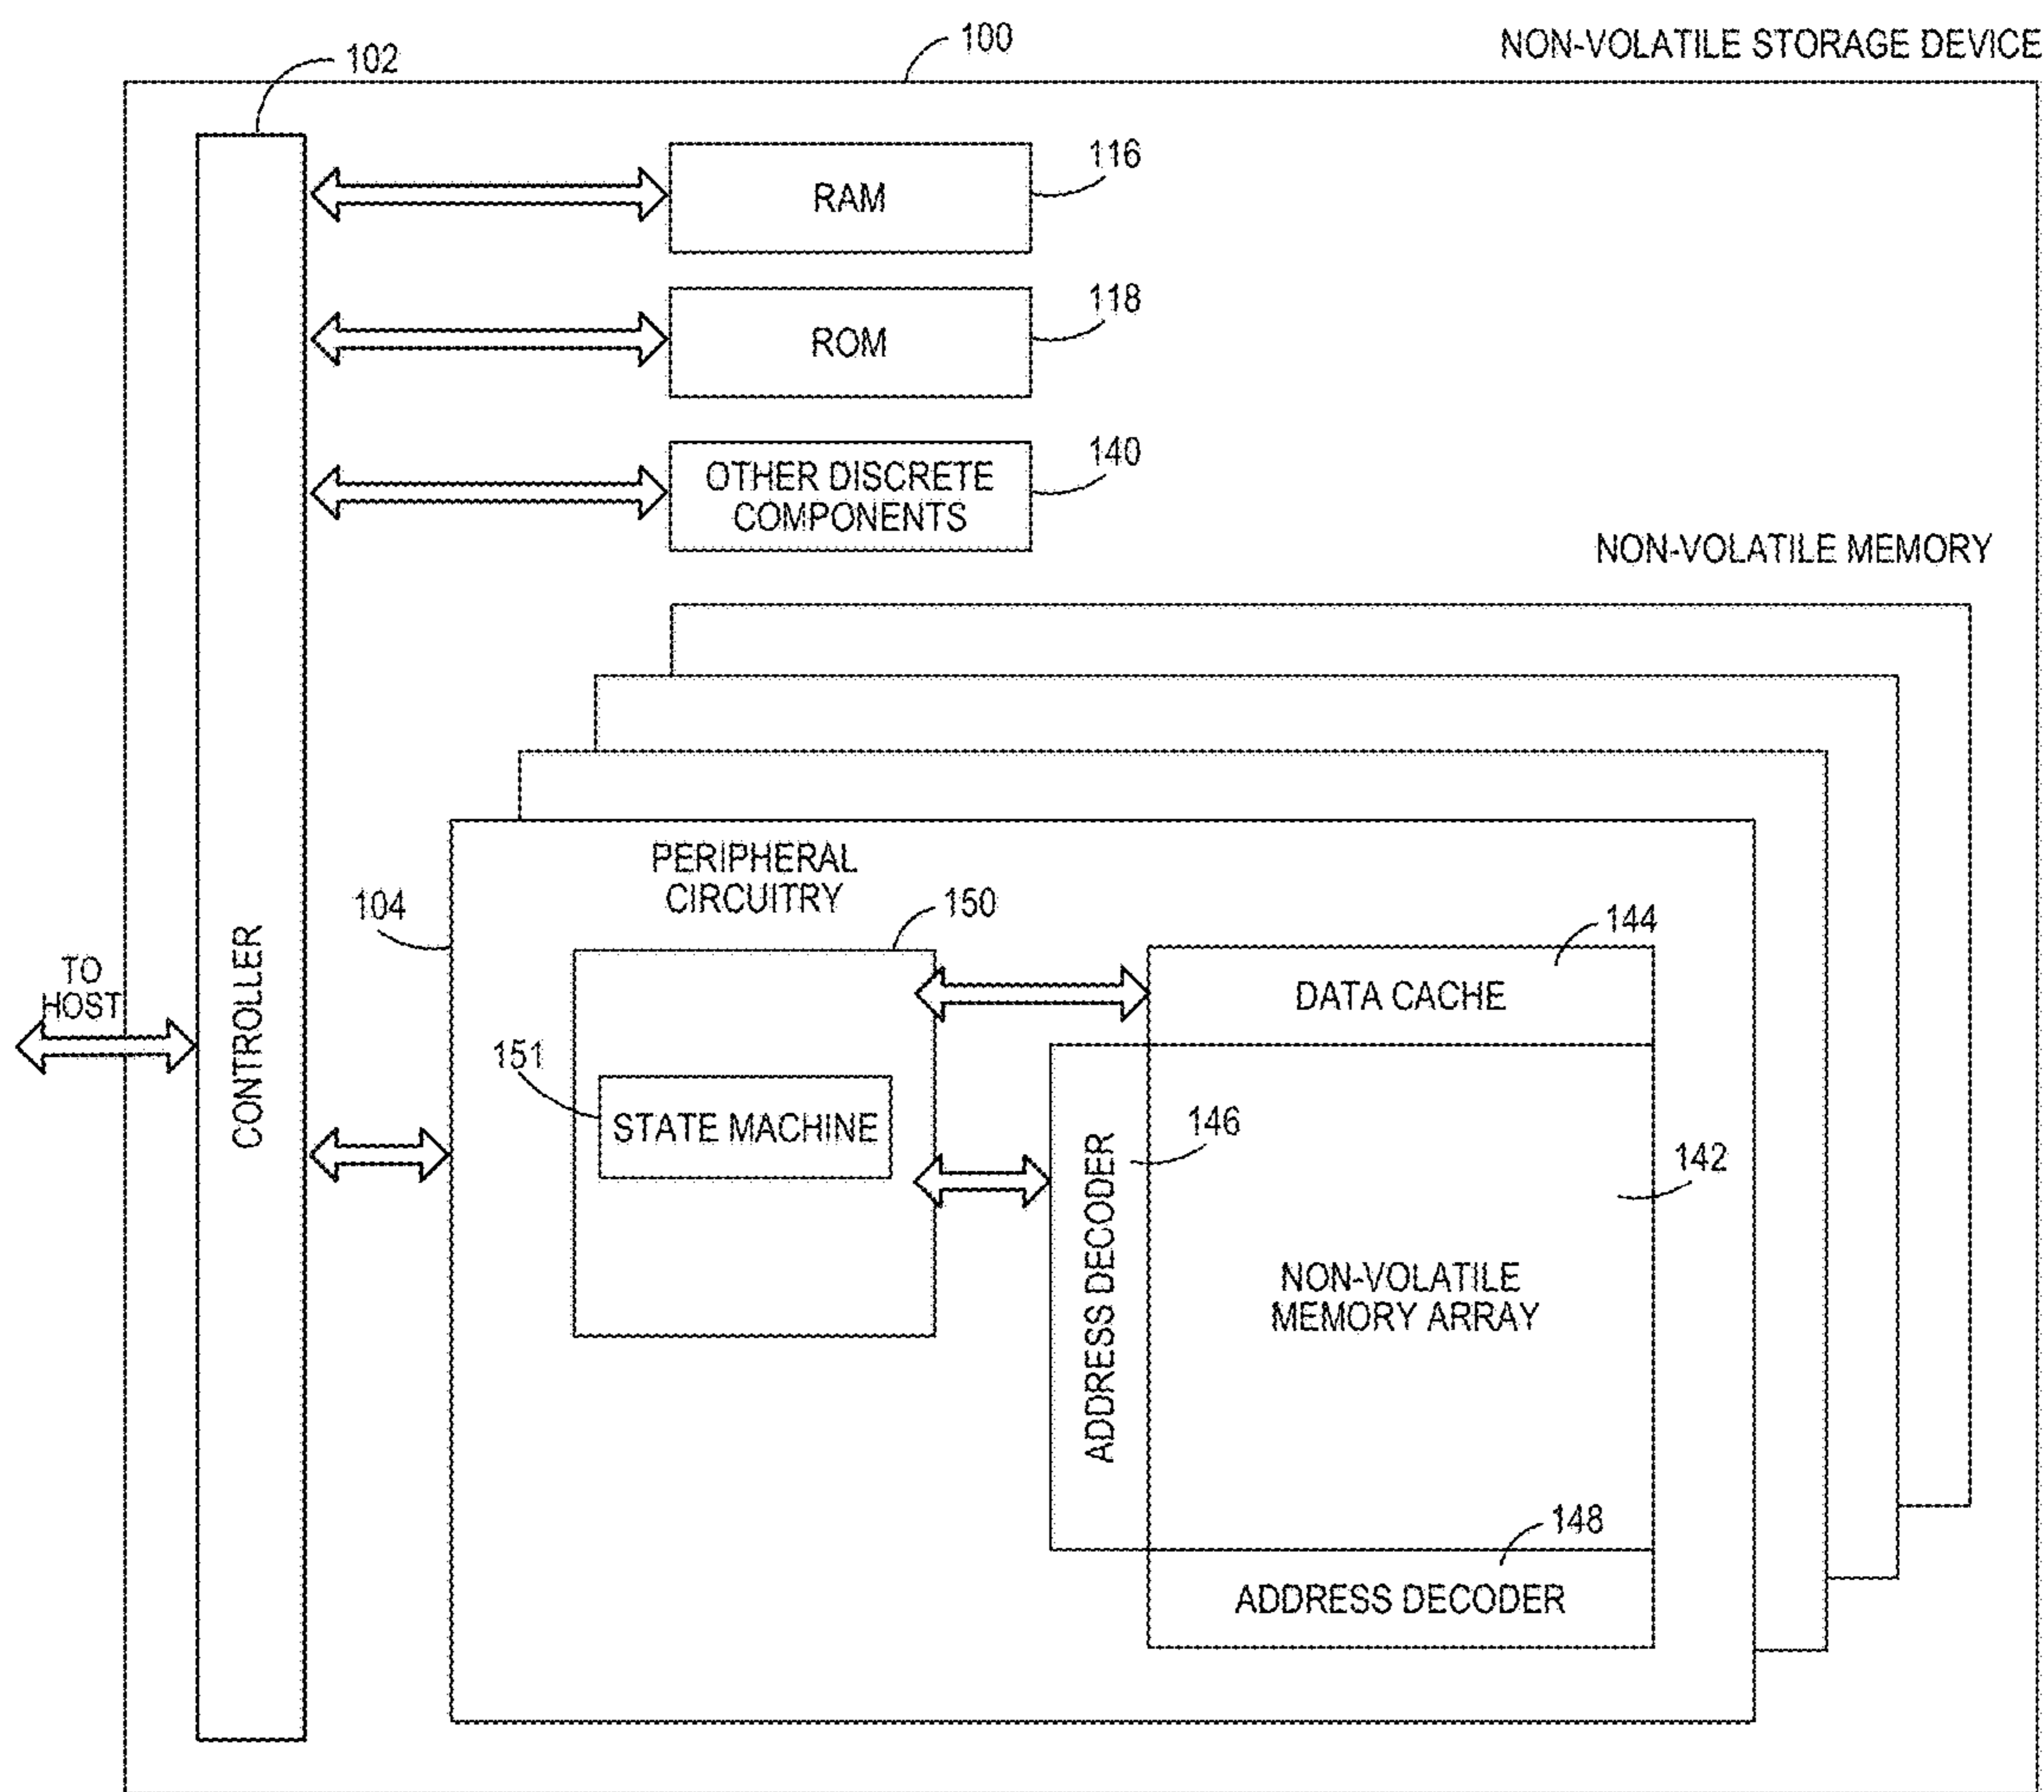 100
NON-VOLATILE STORAGE DEVICE
102
116
RAM
118
ROM
140
OTHER DISCRETE
COMPONENTS
NON-VOLATILE MEMORY
PERIPHERAL
CIRCUITRY
104
150
144
TO
HOST
DATA CACHE
CONTROLLER
151
STATE MACHINE
146
142
ADDRESS DECODER
NON-VOLATILE
MEMORY ARRAY
148
ADDRESS DECODER